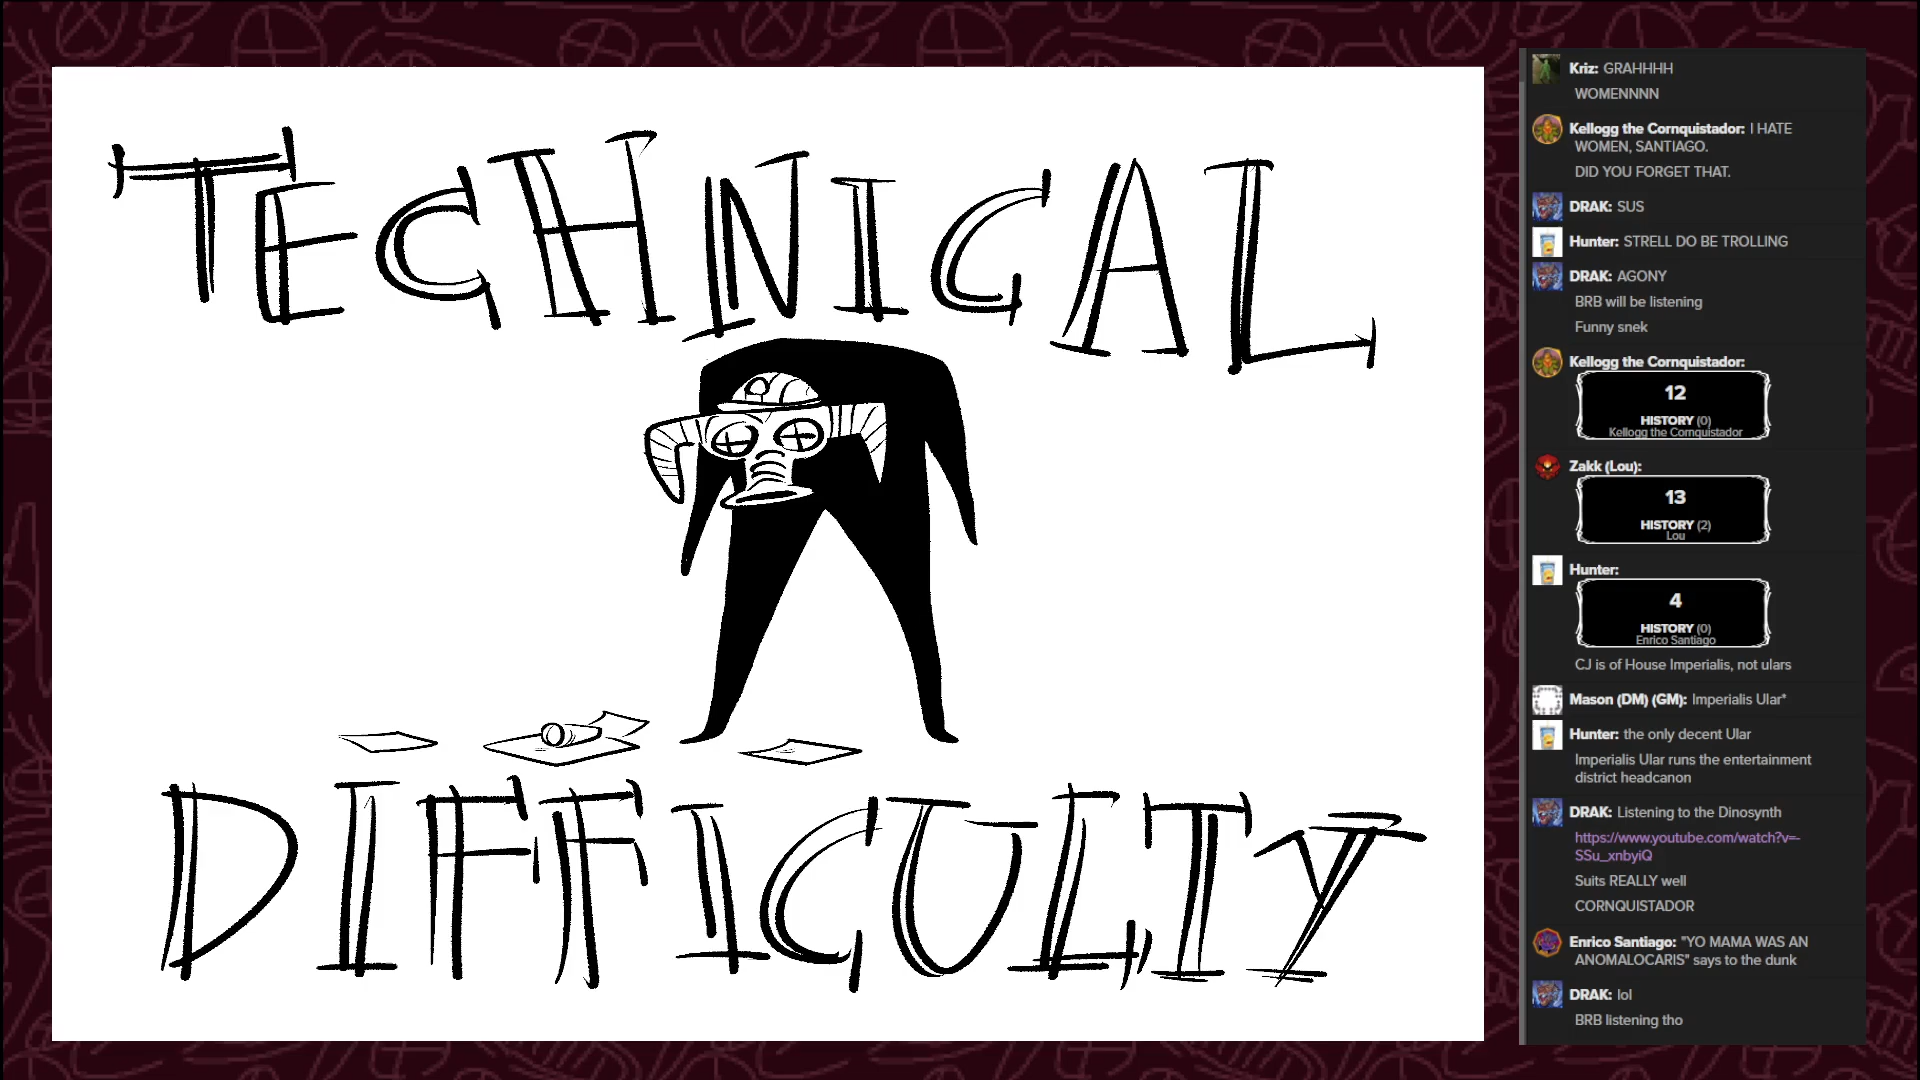 TECHNICAL
DIFFICULTY
Kriz: GRAHHHH
WOMENNNN
Kellogg the Cornquistador: I HATE
WOMEN, SANTIAGO.
DID YOU FORGET THAT.
DRAK: SUS
Hunter: STRELL DO BE TROLLING
DRAK: AGONY
BRB will be listening
Funny snek
Kellogg the Cornquistador:
12
HISTORY (0)
Kellogg the Cornquistador
Zakk (Lou):
13
HISTORY (2)
Lou
Hunter:
4
HISTORY (0)
Enrico Santiago
CJ is of House Imperialis, not ulars
Mason (DM) (GM): Imperialis Ular*
Hunter: the only decent Ular
Imperialis Ular runs the entertainment
district headcanon
DRAK: Listening to the Dinosynth
https://www.youtube.com/watch?v=-
SSu_xnbyiQ
Suits REALLY well
CORNQUISTADOR
Enrico Santiago: "YO MAMA WAS AN
ANOMALOCARIS" says to the dunk
DRAK: lol
BRB listening tho